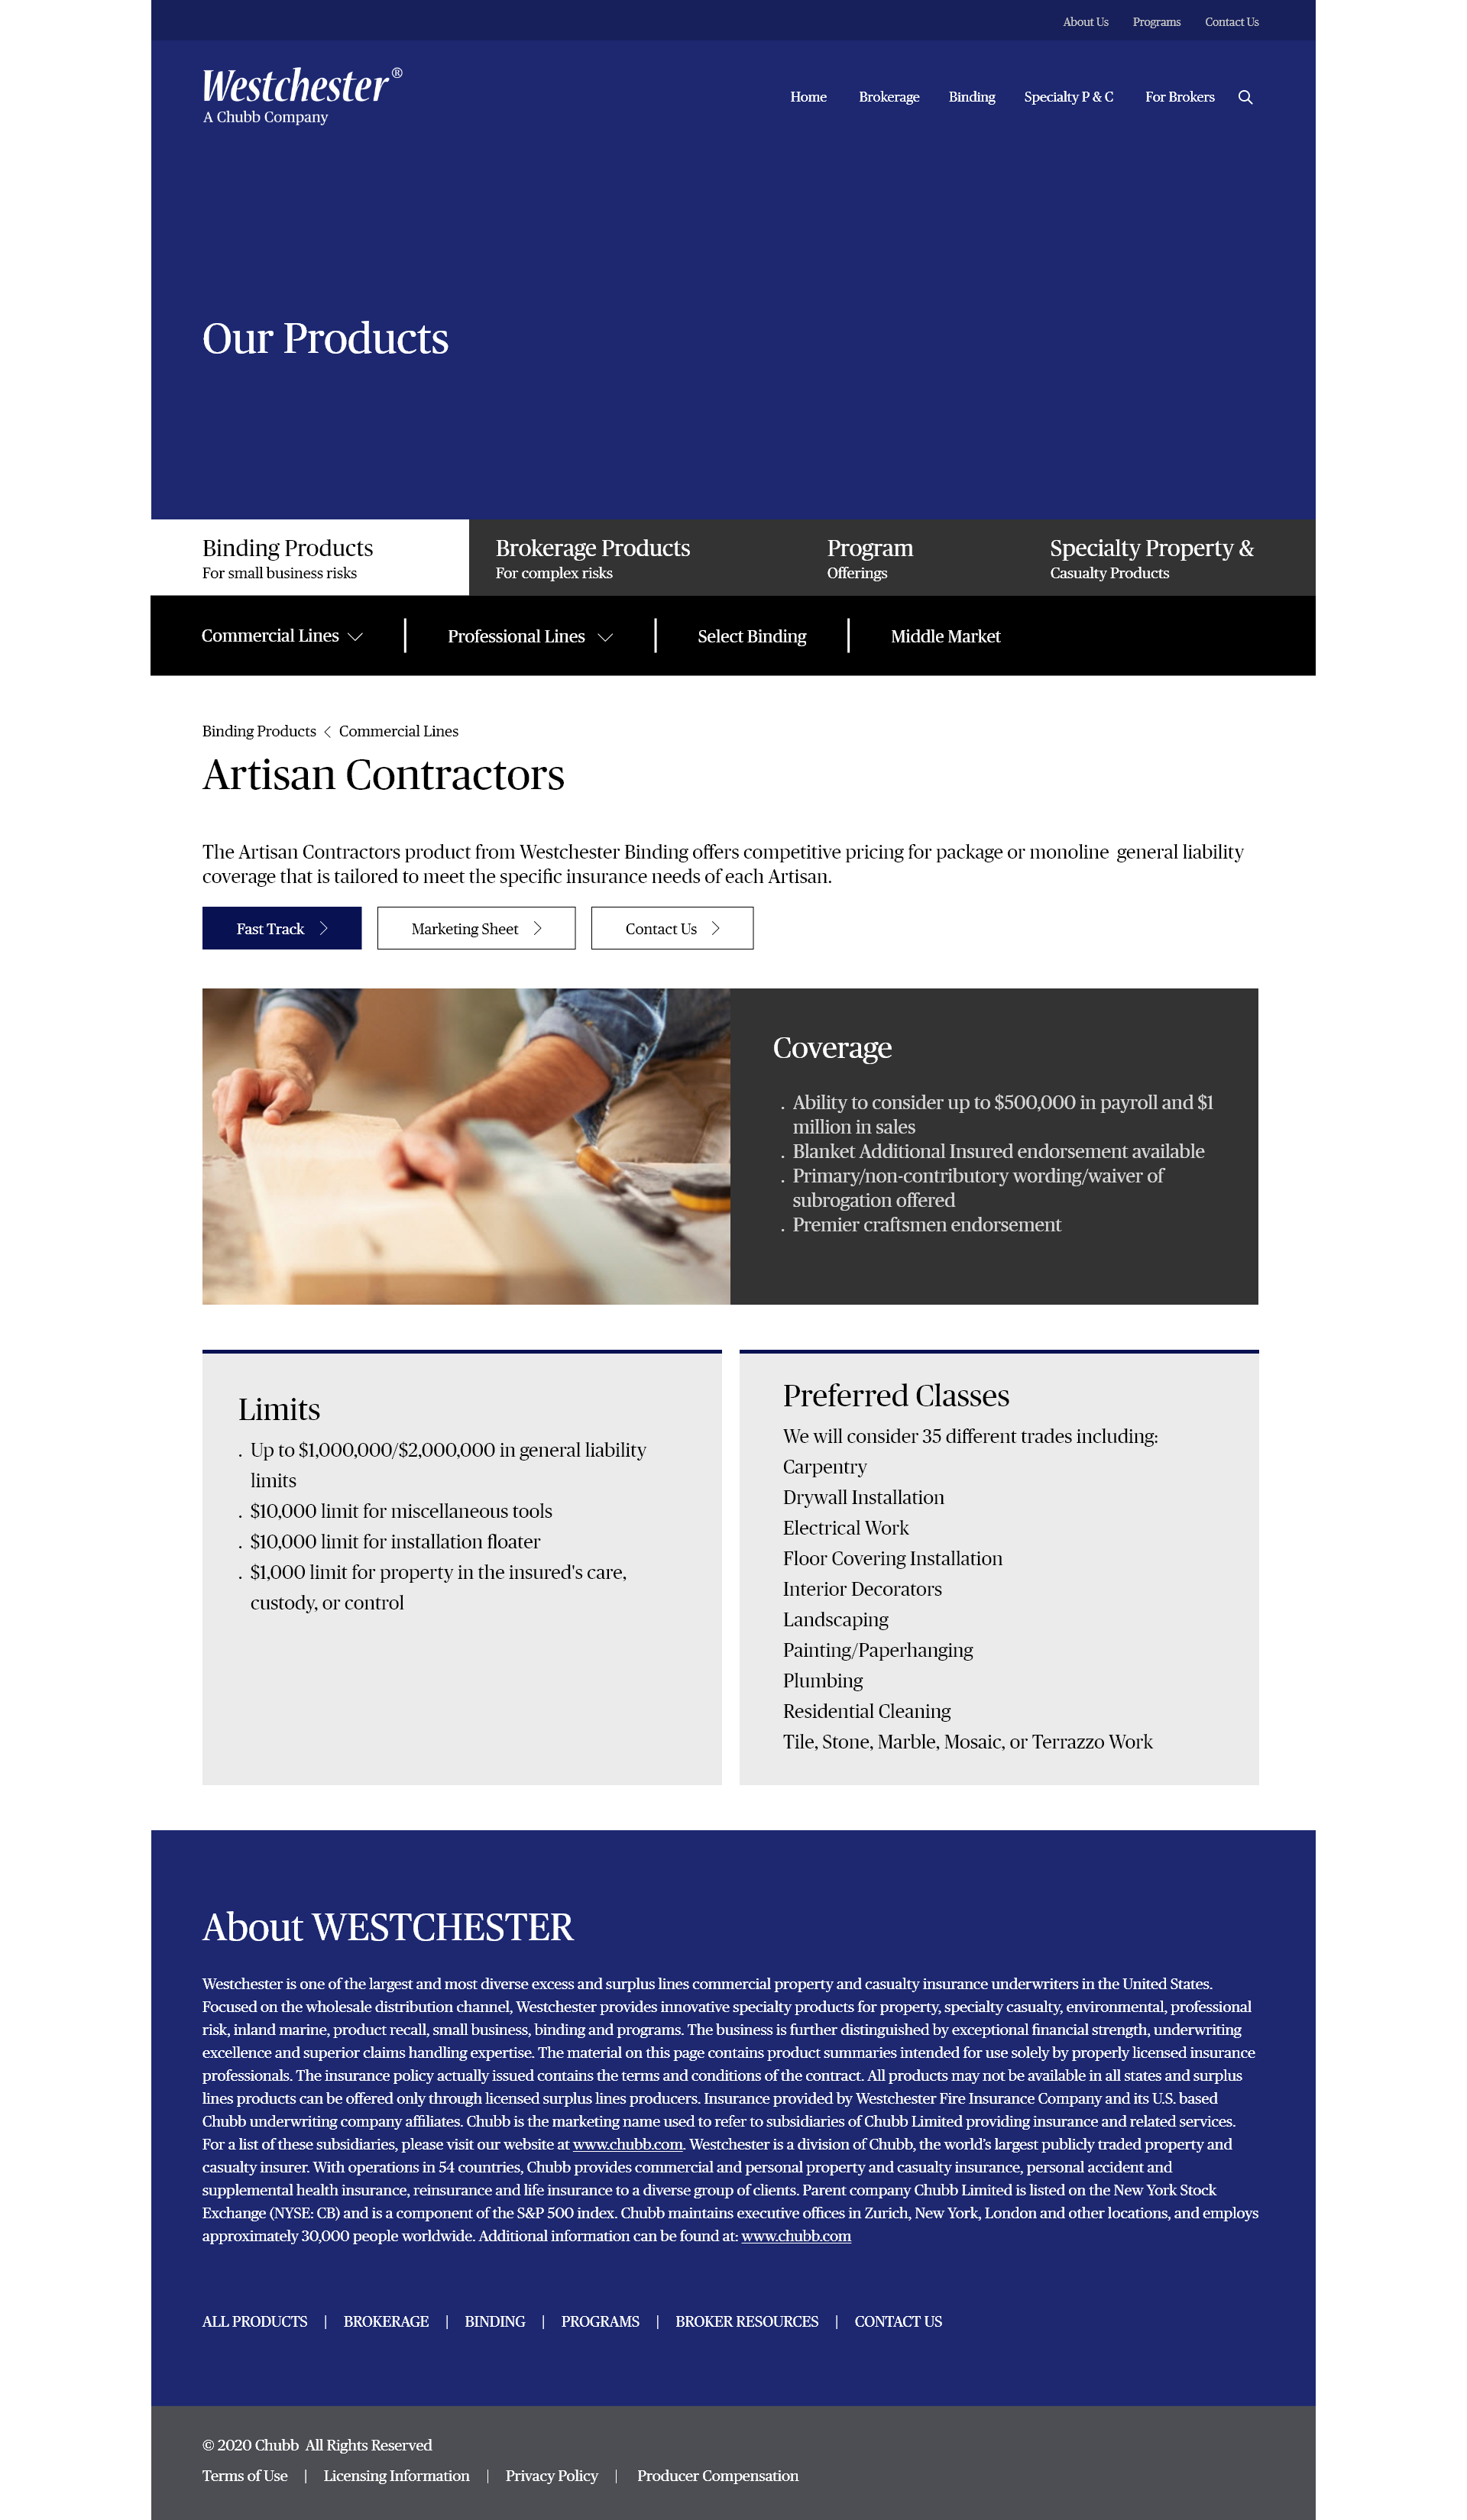 About Us Programs Contact Us
Westchester®
A Chubb Company
Home Brokerage Binding Specialty P & C For Brokers
Our Products
Binding Products Brokerage Products Program Specialty Property &
For small business risks For complex risks Offerings Casualty Products
Commercial Lines Professional Lines Select Binding Middle Market
Binding Products < Commercial Lines
Artisan Contractors
The Artisan Contractors product from Westchester Binding offers competitive pricing for package or monoline general liability
coverage that is tailored to meet the specific insurance needs of each Artisan.
Fast Track > Marketing Sheet > Contact Us >
Coverage
. Ability to consider up to $500,000 in payroll and $1
million in sales
. Blanket Additional Insured endorsement available
. Primary/non-contributory wording/waiver of
subrogation offered
. Premier craftsmen endorsement
Limits
. Up to $1,000,000/$2,000,000 in general liability
limits
. $10,000 limit for miscellaneous tools
. $10,000 limit for installation floater
. $1,000 limit for property in the insured's care,
custody, or control
Preferred Classes
We will consider 35 different trades including:
Carpentry
Drywall Installation
Electrical Work
Floor Covering Installation
Interior Decorators
Landscaping
Painting/Paperhanging
Plumbing
Residential Cleaning
Tile, Stone, Marble, Mosaic, or Terrazzo Work
About WESTCHESTER
Westchester is one of the largest and most diverse excess and surplus lines commercial property and casualty insurance underwriters in the United States.
Focused on the wholesale distribution channel, Westchester provides innovative specialty products for property, specialty casualty, environmental, professional
risk, inland marine, product recall, small business, binding and programs. The business is further distinguished by exceptional financial strength, underwriting
excellence and superior claims handling expertise. The material on this page contains product summaries intended for use solely by properly licensed insurance
professionals. The insurance policy actually issued contains the terms and conditions of the contract. All products may not be available in all states and surplus
lines products can be offered only through licensed surplus lines producers. Insurance provided by Westchester Fire Insurance Company and its U.S. based
Chubb underwriting company affiliates. Chubb is the marketing name used to refer to subsidiaries of Chubb Limited providing insurance and related services.
For a list of these subsidiaries, please visit our website at www.chubb.com. Westchester is a division of Chubb, the world's largest publicly traded property and
casualty insurer. With operations in 54 countries, Chubb provides commercial and personal property and casualty insurance, personal accident and
supplemental health insurance, reinsurance and life insurance to a diverse group of clients. Parent company Chubb Limited is listed on the New York Stock
Exchange (NYSE: CB) and is a component of the S&P 500 index. Chubb maintains executive offices in Zurich, New York, London and other locations, and employs
approximately 30,000 people worldwide. Additional information can be found at: www.chubb.com
ALL PRODUCTS | BROKERAGE | BINDING | PROGRAMS | BROKER RESOURCES | CONTACT US
© 2020 Chubb All Rights Reserved
Terms of Use | Licensing Information | Privacy Policy | Producer Compensation